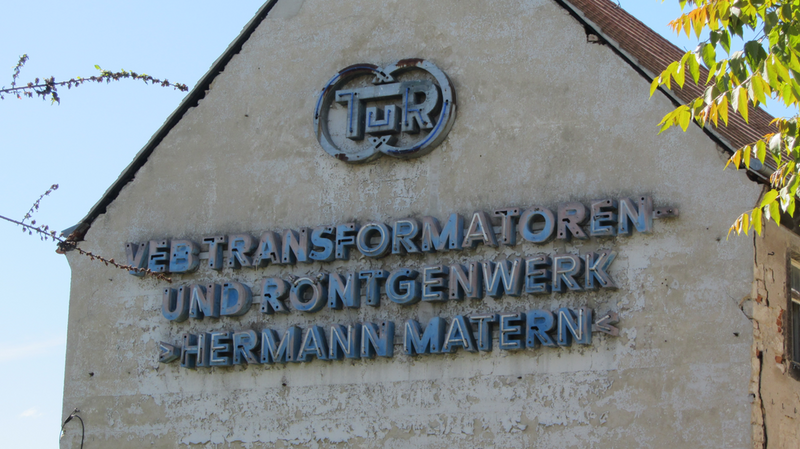 TuR
VEB TRANSFORMATOREN-
UND RÖNTGENWERK
>HERMANN MATERN<